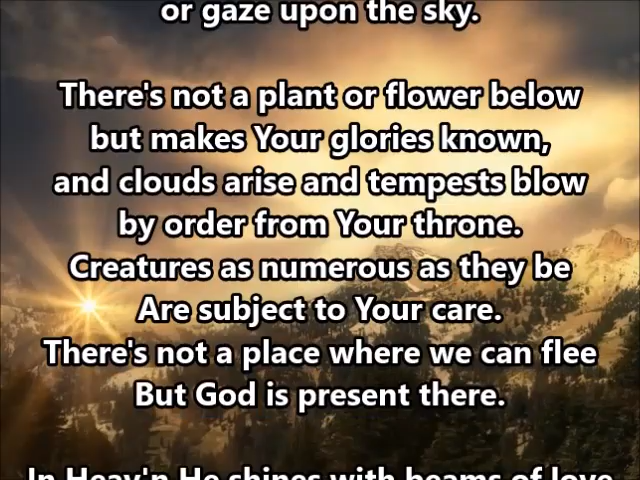 or gaze upon the sky.
There's not a plant or flower below
but makes Your glories known,
and clouds arise and tempests blow
by order from Your throne.
Creatures as numerous as they be
Are subject to Your care.
There's not a place where we can flee
But God is present there.
In Heav'n He shines with beams of love